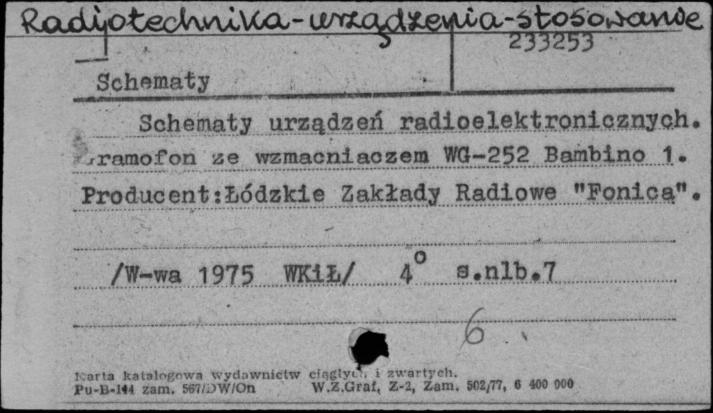 Radiotechnika - urządzenia - stosowanie
233253
Schematy
Schematy urządzeń radioelektronicznych.
Gramofon ze wzmacniaczem WG-252 Bambino 1.
Producent:Łódzkie Zakłady Radiowe "Fonica".
/W-wa 1975 WKiŁ/ 4° s.nlb.7
6
Karta katalogowa wydawnictw ciągłych i zwartych.
Pu-B-144 zam. 567/DW/On W.Z.Graf, Z-2, Zam. 502/77, 6 400 000